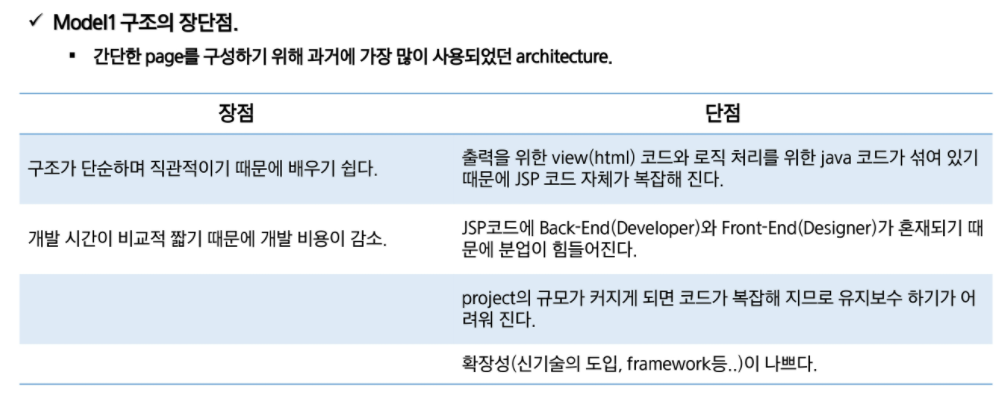 ✓ Model1 구조의 장단점.
▪ 간단한 page를 구성하기 위해 과거에 가장 많이 사용되었던 architecture.
장점 단점
구조가 단순하며 직관적이기 때문에 배우기 쉽다.
출력을 위한 view(html) 코드와 로직 처리를 위한 java 코드가 섞여 있기
때문에 JSP 코드 자체가 복잡해 진다.
개발 시간이 비교적 짧기 때문에 개발 비용이 감소.
JSP코드에 Back-End(Developer)와 Front-End(Designer)가 혼재되기 때
문에 분업이 힘들어진다.
project의 규모가 커지게 되면 코드가 복잡해 지므로 유지보수 하기가 어
려워 진다.
확장성(신기술의 도입, framework등..)이 나쁘다.